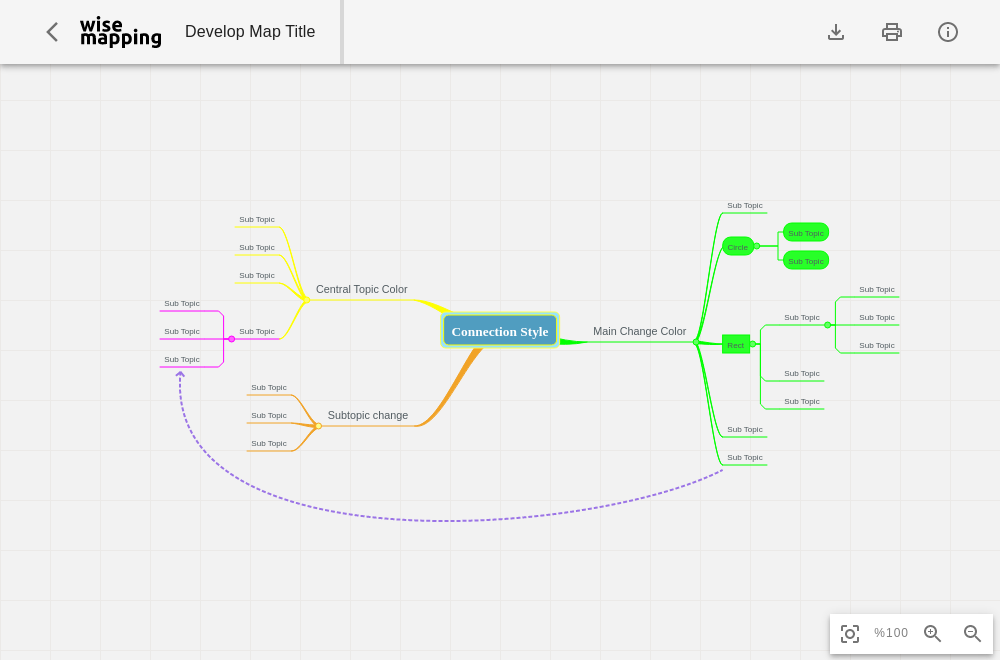 wise
mapping
Develop Map Title
Sub Topic
Sub Topic
Sub Topic
Central Topic Color
Sub Topic
Sub Topic
Sub Topic
Sub Topic
Subtopic change
Sub Topic
Sub Topic
Sub Topic
Connection Style
Main Change Color
Sub Topic
Circle
Sub Topic
Sub Topic
Rect
Sub Topic
Sub Topic
Sub Topic
Sub Topic
Sub Topic
Sub Topic
Sub Topic
Sub Topic
%100